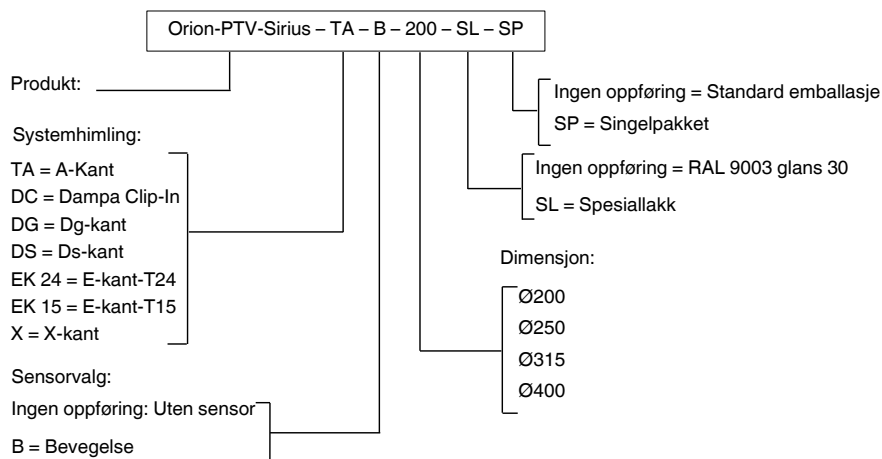 Orion-PTV-Sirius – TA – B – 200 – SL – SP
Produkt:
Systemhimling:
TA = A-Kant
DC = Dampa Clip-In
DG = Dg-kant
DS = Ds-kant
EK 24 = E-kant-T24
EK 15 = E-kant-T15
X = X-kant
Sensorvalg:
Ingen oppføring: Uten sensor
B = Bevegelse
Ingen oppføring = Standard emballasje
SP = Singelpakket
Ingen oppføring = RAL 9003 glans 30
SL = Spesiallakk
Dimensjon:
Ø200
Ø250
Ø315
Ø400